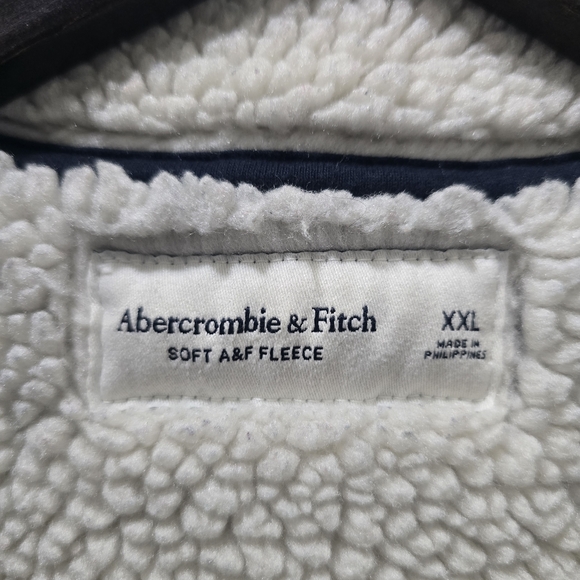 Abercrombie & Fitch
SOFT A&F FLEECE
XXL
MADE IN
PHILIPPINES